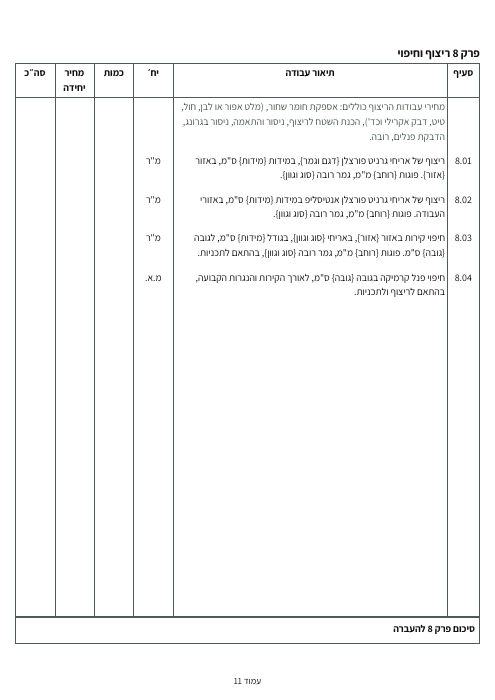 פרק 8 ריצוף וחיפוי
סעיף תיאור עבודה יח׳ כמות מחיר יחידה סה״כ
מחירי עבודות הריצוף כוללים: אספקת חומר שחור, (מלט אפור או לבן, חול,
טיט, דבק אקרילי וכד'), הכנת השטח לריצוף, ניסור והתאמה, ניסור בגרונג,
הדבקת פנלים, רובה.
8.01 ריצוף של אריחי גרניט פורצלן {דגם וגמר}, במידות {מידות} ס"מ, באזור מ"ר
{אזור}. פוגות {רוחב} מ"מ, גמר רובה {סוג וגוון}.
8.02 ריצוף של אריחי גרניט פורצלן אנטיסליפ במידות {מידות} ס"מ, באזורי מ"ר
העבודה. פוגות {רוחב} מ"מ, גמר רובה {סוג וגוון}.
8.03 חיפוי קירות באזור {אזור}, באריחי {סוג וגוון}, בגודל {מידות} ס"מ, לגובה מ"ר
{גובה} ס"מ. פוגות {רוחב} מ"מ, גמר רובה {סוג וגוון}, בהתאם לתכניות.
8.04 חיפוי פנל קרמיקה בגובה {גובה} ס"מ, לאורך הקירות והנגרות הקבועה, מ.א.
בהתאם לריצוף ולתכניות.
סיכום פרק 8 להעברה
עמוד 11